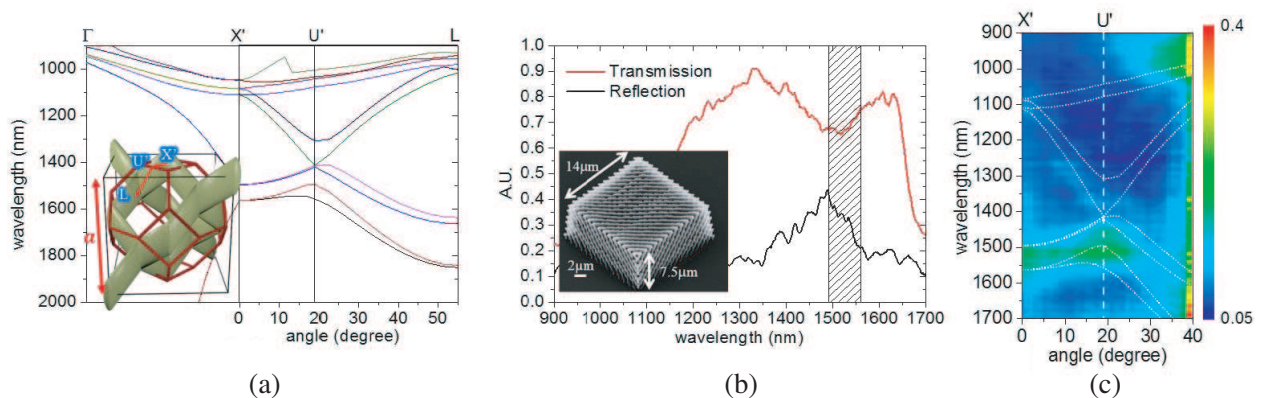 Γ X' U' L
1000
1200
1400
1600
1800
2000
wavelength (nm)
U' X'
L
a
0 10 20 30 40 50
angle (degree)
(a)
1.0
0.9
0.8
0.7
0.6
0.5
0.4
0.3
0.2
0.1
0.0
A.U.
Transmission
Reflection
14μm
2μm
7.5μm
900 1000 1100 1200 1300 1400 1500 1600 1700
wavelength (nm)
(b)
X' U'
900
1000
1100
1200
1300
1400
1500
1600
1700
wavelength (nm)
0 10 20 30 40
angle (degree)
0.4
0.05
(c)